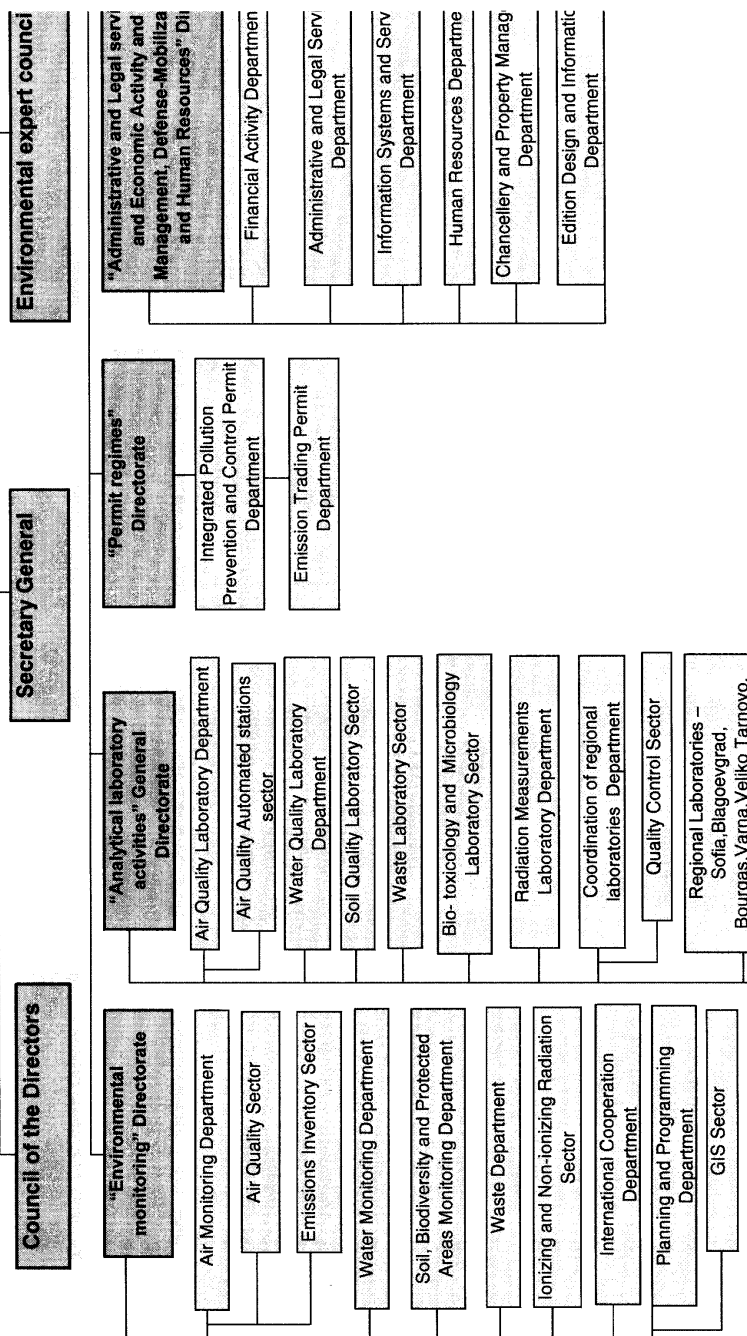 Council of the Directors
Secretary General
Environmental expert counci
"Environmental
monitoring" Directorate
Air Monitoring Department
Air Quality Sector
Emissions Inventory Sector
Water Monitoring Department
Soil, Biodiversity and Protected
Areas Monitoring Department
Waste Department
Ionizing and Non-ionizing Radiation
Sector
International Cooperation
Department
Planning and Programming
Department
GIS Sector
"Analytical laboratory
activities" General
Directorate
Air Quality Laboratory Department
Air Quality Automated stations
sector
Water Quality Laboratory
Department
Soil Quality Laboratory Sector
Waste Laboratory Sector
Bio- toxicology and Microbiology
Laboratory Sector
Radiation Measurements
Laboratory Department
Coordination of regional
laboratories Department
Quality Control Sector
Regional Laboratories –
Sofia,Blagoevgrad,
Bourgas,Varna,Veliko Tarnovo,
"Permit regimes"
Directorate
Integrated Pollution
Prevention and Control Permit
Department
Emission Trading Permit
Department
"Administrative and Legal servi
and Economic Activity and
Management, Defense-Mobiliza
and Human Resources" Di
Financial Activity Departmen
Administrative and Legal Servi
Department
Information Systems and Serv
Department
Human Resources Departme
Chancellery and Property Manag
Department
Edition Design and Informatio
Department